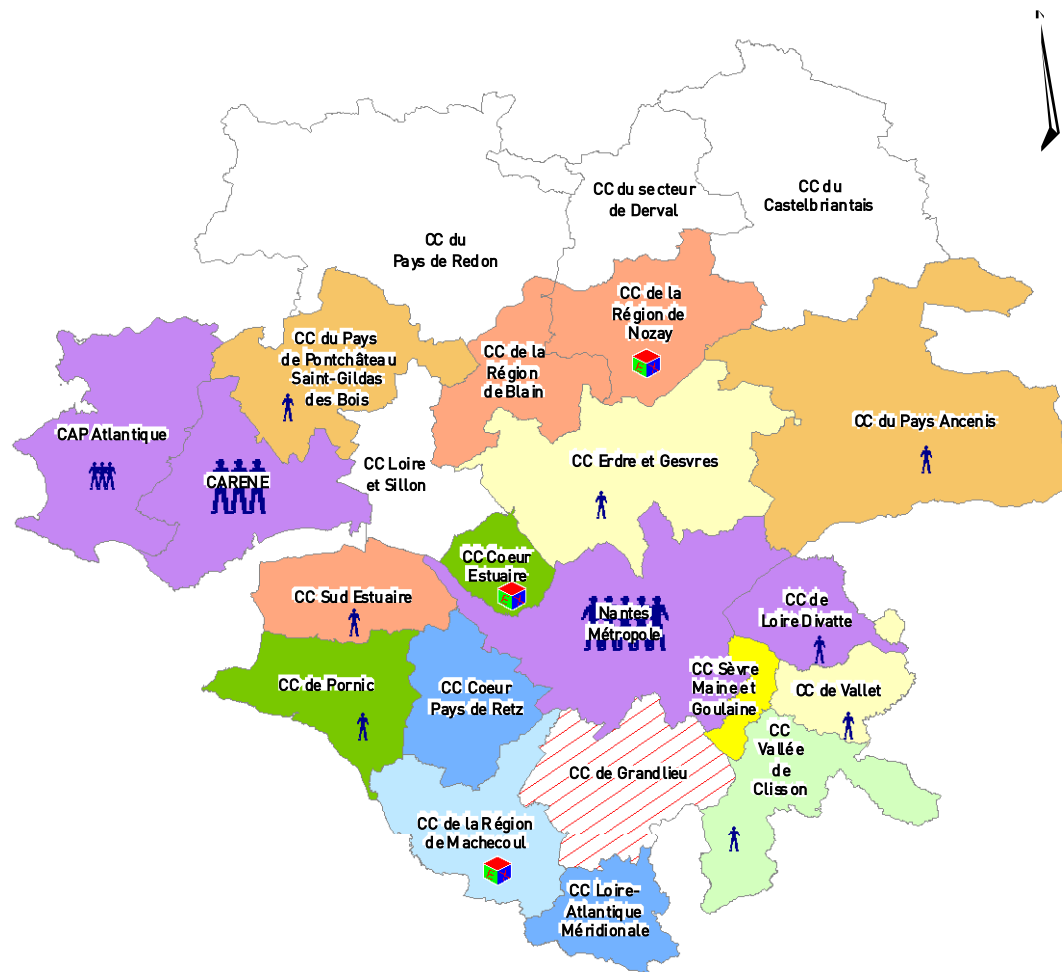 N
CC du secteur
de Derval
CC du
Castelbriantais
CC du
Pays de Redon
CC de la
Région de
Nozay
CC du Pays
de Pontchâteau
Saint-Gildas
des Bois
CC de la
Région
de Blain
CAP Atlantique
CC du Pays Ancenis
CARENE
CC Loire
et Sillon
CC Erdre et Gesvres
CC Coeur
Estuaire
CC Sud Estuaire
Nantes
Métropole
CC de
Loire Divatte
CC de Pornic
CC Coeur
Pays de Retz
CC Sèvre
Maine et
Goulaine
CC de Vallet
CC
Vallée
de
Clisson
CC de Grandlieu
CC de la Région
de Machecoul
CC Loire-
Atlantique
Méridionale